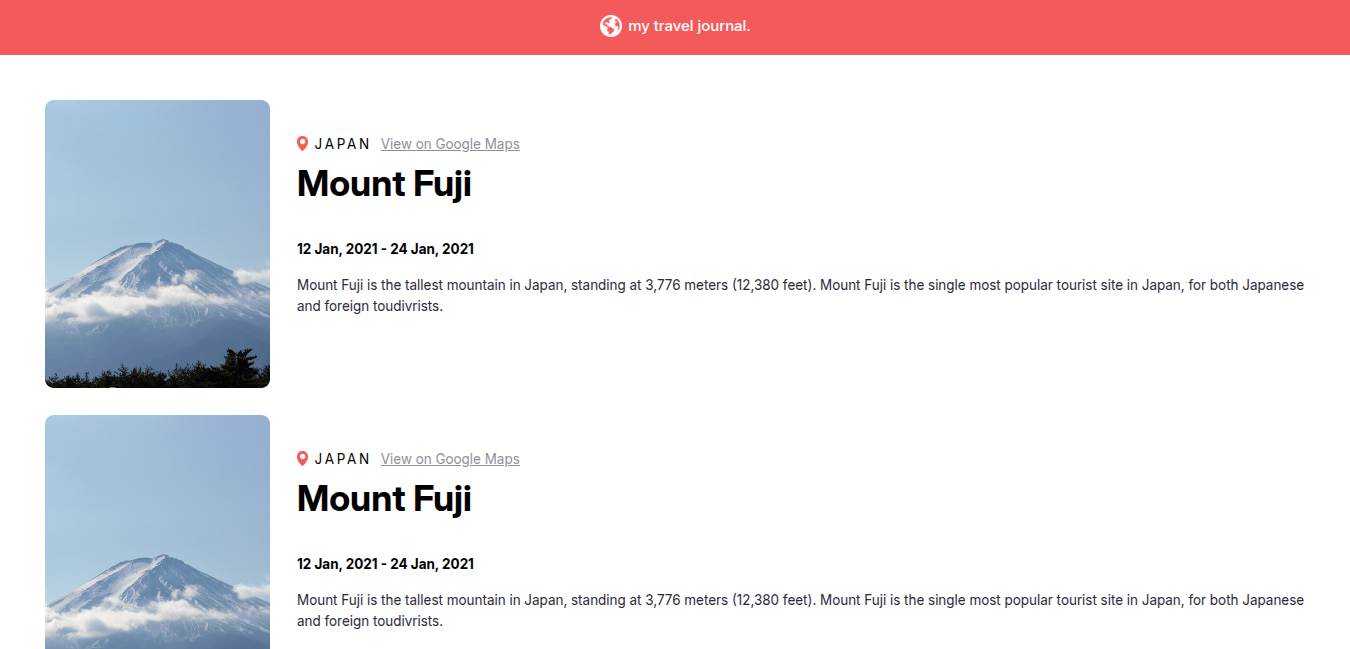 my travel journal.
JAPAN View on Google Maps
Mount Fuji
12 Jan, 2021 - 24 Jan, 2021
Mount Fuji is the tallest mountain in Japan, standing at 3,776 meters (12,380 feet). Mount Fuji is the single most popular tourist site in Japan, for both Japanese
and foreign toudivrists.
JAPAN View on Google Maps
Mount Fuji
12 Jan, 2021 - 24 Jan, 2021
Mount Fuji is the tallest mountain in Japan, standing at 3,776 meters (12,380 feet). Mount Fuji is the single most popular tourist site in Japan, for both Japanese
and foreign toudivrists.